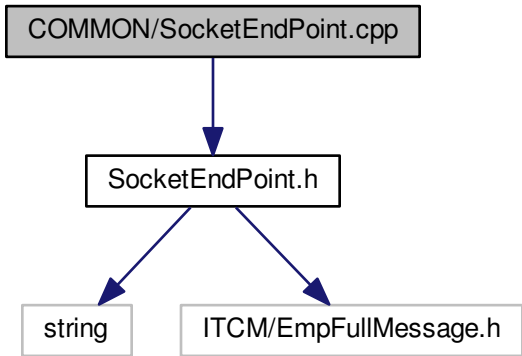 COMMON/SocketEndPoint.cpp
SocketEndPoint.h
string
ITCM/EmpFullMessage.h